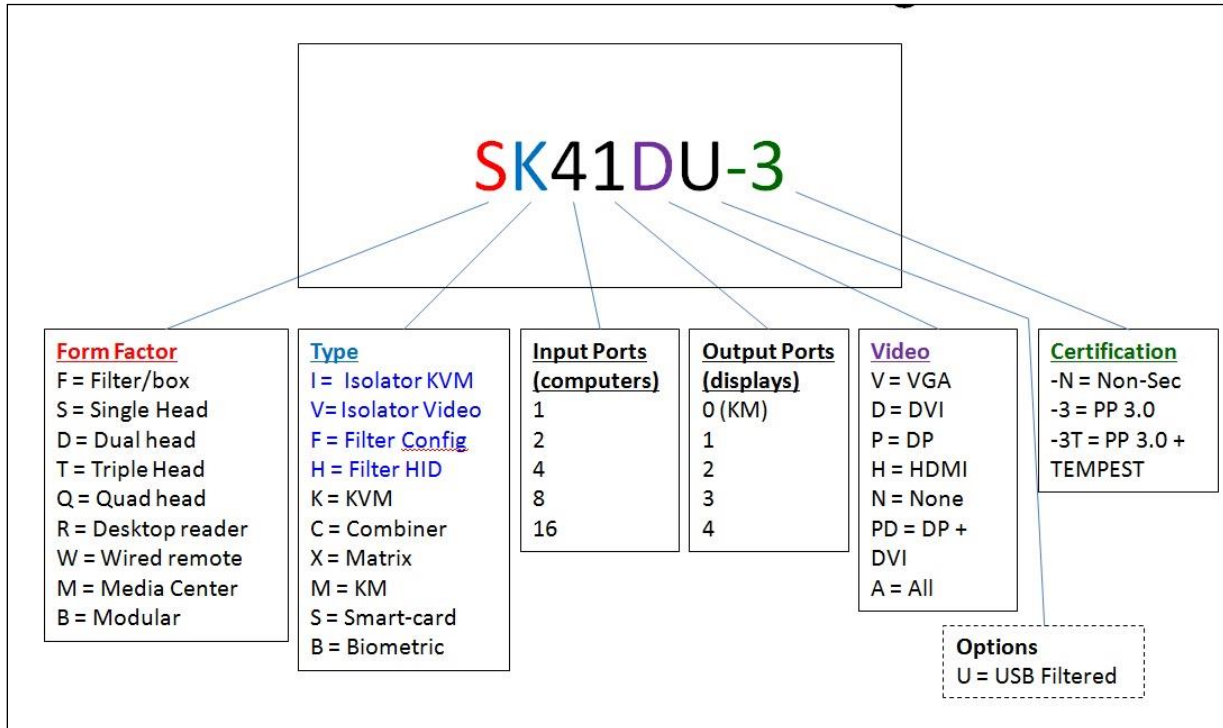 SK41DU-3
Form Factor
F = Filter/box
S = Single Head
D = Dual head
T = Triple Head
Q = Quad head
R = Desktop reader
W = Wired remote
M = Media Center
B = Modular
Type
I = Isolator KVM
V= Isolator Video
F = Filter Config
H = Filter HID
K = KVM
C = Combiner
X = Matrix
M = KM
S = Smart-card
B = Biometric
Input Ports
(computers)
1
2
4
8
16
Output Ports
(displays)
0 (KM)
1
2
3
4
Video
V = VGA
D = DVI
P = DP
H = HDMI
N = None
PD = DP +
DVI
A = All
Certification
-N = Non-Sec
-3 = PP 3.0
-3T = PP 3.0 +
TEMPEST
Options
U = USB Filtered